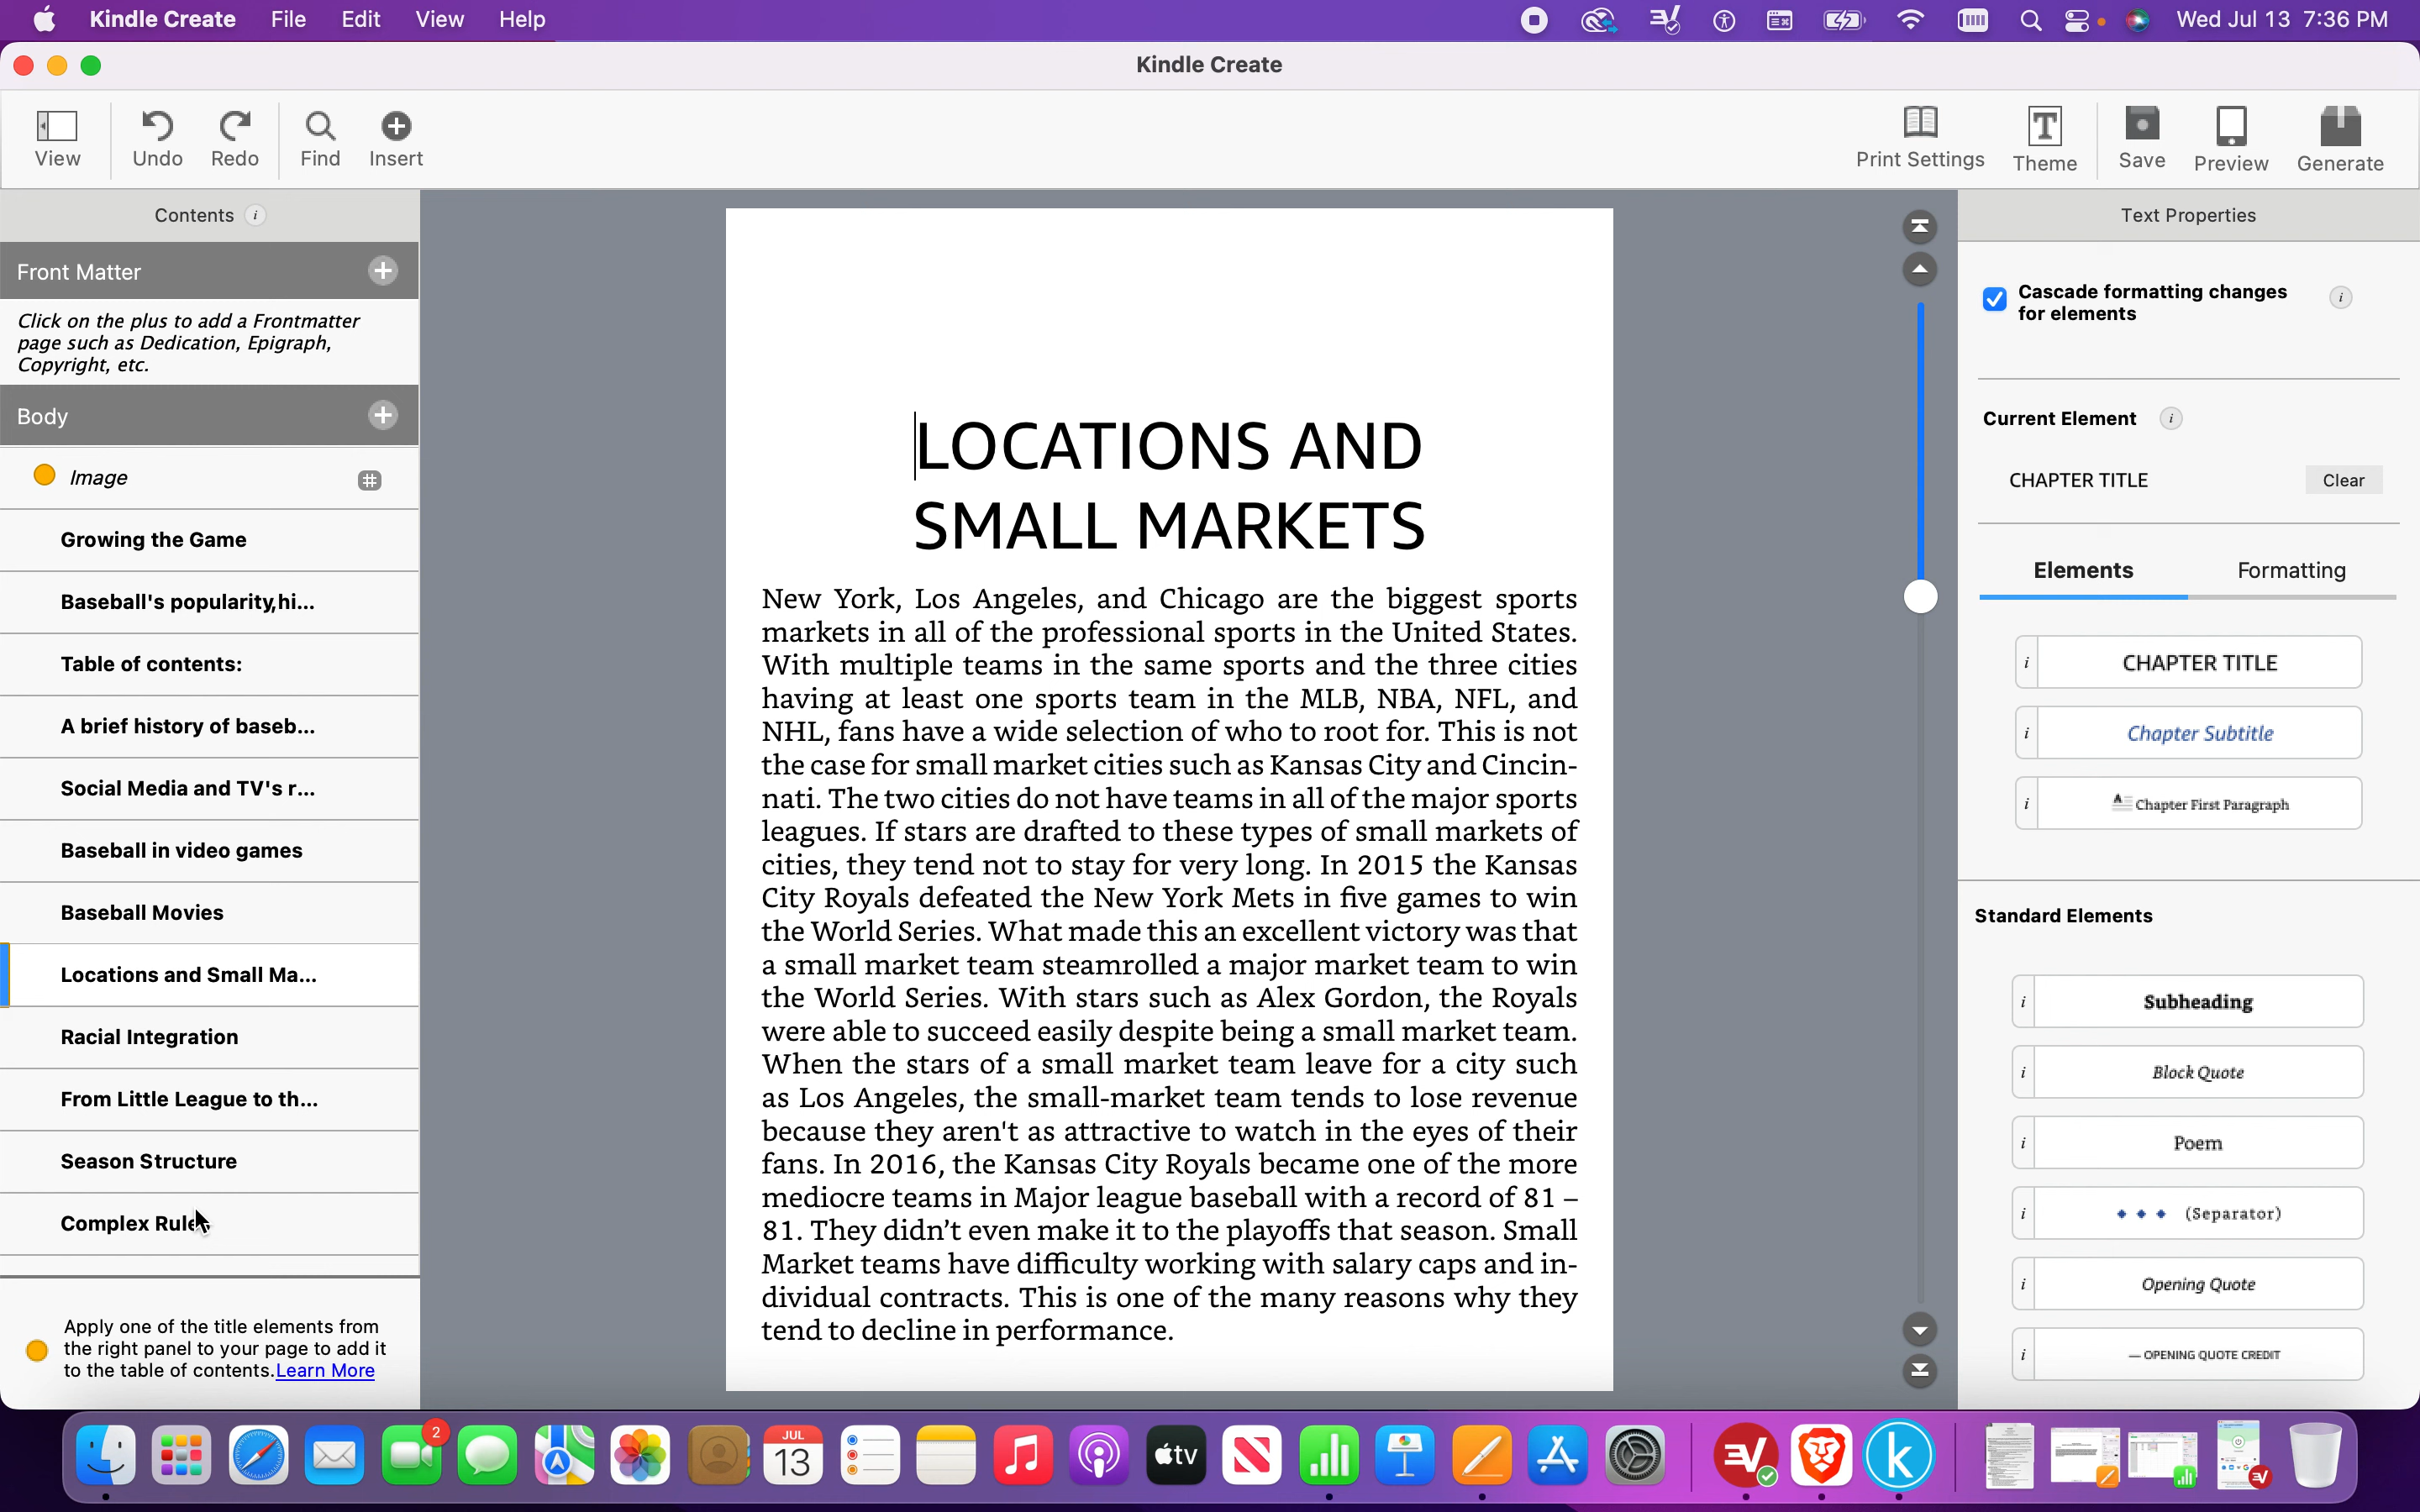 Kindle Create File Edit View Help Wed Jul 13 7:36 PM
Kindle Create
View Undo Redo Find Insert Print Settings Theme Save Preview Generate
Contents i
Front Matter
Click on the plus to add a Frontmatter
page such as Dedication, Epigraph,
Copyright, etc.
Body
Image
Growing the Game
Baseball's popularity,hi...
Table of contents:
A brief history of baseb...
Social Media and TV's r...
Baseball in video games
Baseball Movies
Locations and Small Ma...
Racial Integration
From Little League to th...
Season Structure
Complex Rule
Apply one of the title elements from
the right panel to your page to add it
to the table of contents.Learn More
LOCATIONS AND
SMALL MARKETS
New York, Los Angeles, and Chicago are the biggest sports
markets in all of the professional sports in the United States.
With multiple teams in the same sports and the three cities
having at least one sports team in the MLB, NBA, NFL, and
NHL, fans have a wide selection of who to root for. This is not
the case for small market cities such as Kansas City and Cincin-
nati. The two cities do not have teams in all of the major sports
leagues. If stars are drafted to these types of small markets of
cities, they tend not to stay for very long. In 2015 the Kansas
City Royals defeated the New York Mets in five games to win
the World Series. What made this an excellent victory was that
a small market team steamrolled a major market team to win
the World Series. With stars such as Alex Gordon, the Royals
were able to succeed easily despite being a small market team.
When the stars of a small market team leave for a city such
as Los Angeles, the small-market team tends to lose revenue
because they aren't as attractive to watch in the eyes of their
fans. In 2016, the Kansas City Royals became one of the more
mediocre teams in Major league baseball with a record of 81 –
81. They didn’t even make it to the playoffs that season. Small
Market teams have difficulty working with salary caps and in-
dividual contracts. This is one of the many reasons why they
tend to decline in performance.
Text Properties
Cascade formatting changes
for elements i
Current Element i
CHAPTER TITLE Clear
Elements Formatting
i CHAPTER TITLE
i Chapter Subtitle
i A Chapter First Paragraph
Standard Elements
i Subheading
i Block Quote
i Poem
i (Separator)
i Opening Quote
i — OPENING QUOTE CREDIT
2
JUL
13
tv